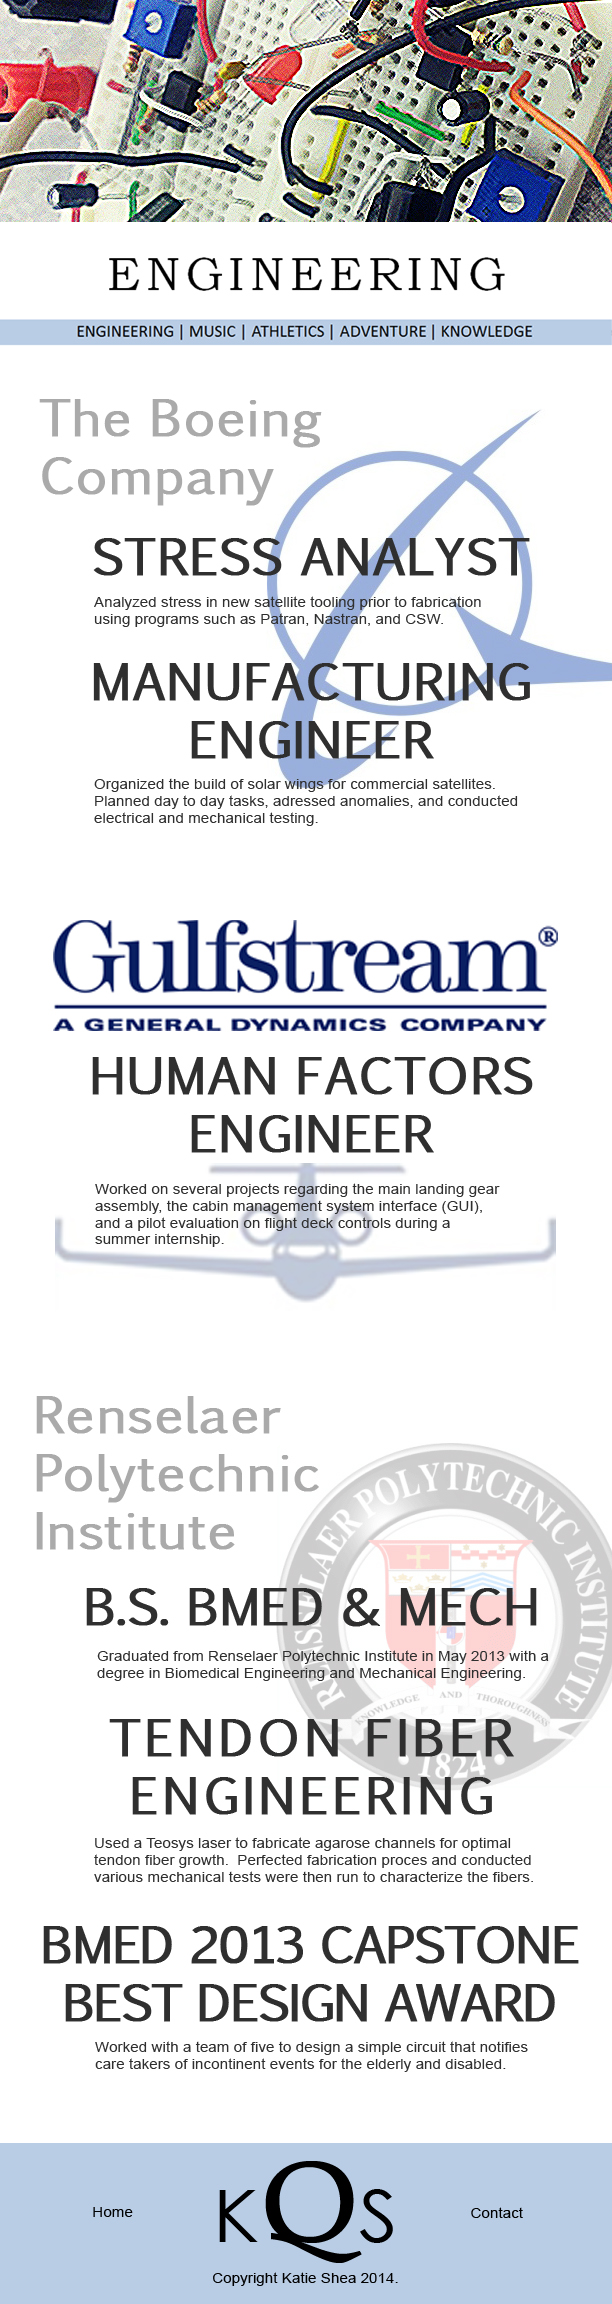 ENGINEERING
ENGINEERING | MUSIC | ATHLETICS | ADVENTURE | KNOWLEDGE
The Boeing
Company
STRESS ANALYST
Analyzed stress in new satellite tooling prior to fabrication
using programs such as Patran, Nastran, and CSW.
MANUFACTURING
ENGINEER
Organized the build of solar wings for commercial satellites.
Planned day to day tasks, adressed anomalies, and conducted
electrical and mechanical testing.
Gulfstream®
A GENERAL DYNAMICS COMPANY
HUMAN FACTORS
ENGINEER
Worked on several projects regarding the main landing gear
assembly, the cabin management system interface (GUI),
and a pilot evaluation on flight deck controls during a
summer internship.
Renselaer
Polytechnic
Institute
RENSSELAER POLYTECHNIC INSTITUTE
B.S. BMED & MECH
Graduated from Renselaer Polytechnic Institute in May 2013 with a
degree in Biomedical Engineering and Mechanical Engineering.
KNOWLEDGE AND THOROUGHNESS
TENDON FIBER
1824
ENGINEERING
Used a Teosys laser to fabricate agarose channels for optimal
tendon fiber growth.  Perfected fabrication proces and conducted
various mechanical tests were then run to characterize the fibers.
BMED 2013 CAPSTONE
BEST DESIGN AWARD
Worked with a team of five to design a simple circuit that notifies
care takers of incontinent events for the elderly and disabled.
Home
KQS
Contact
Copyright Katie Shea 2014.